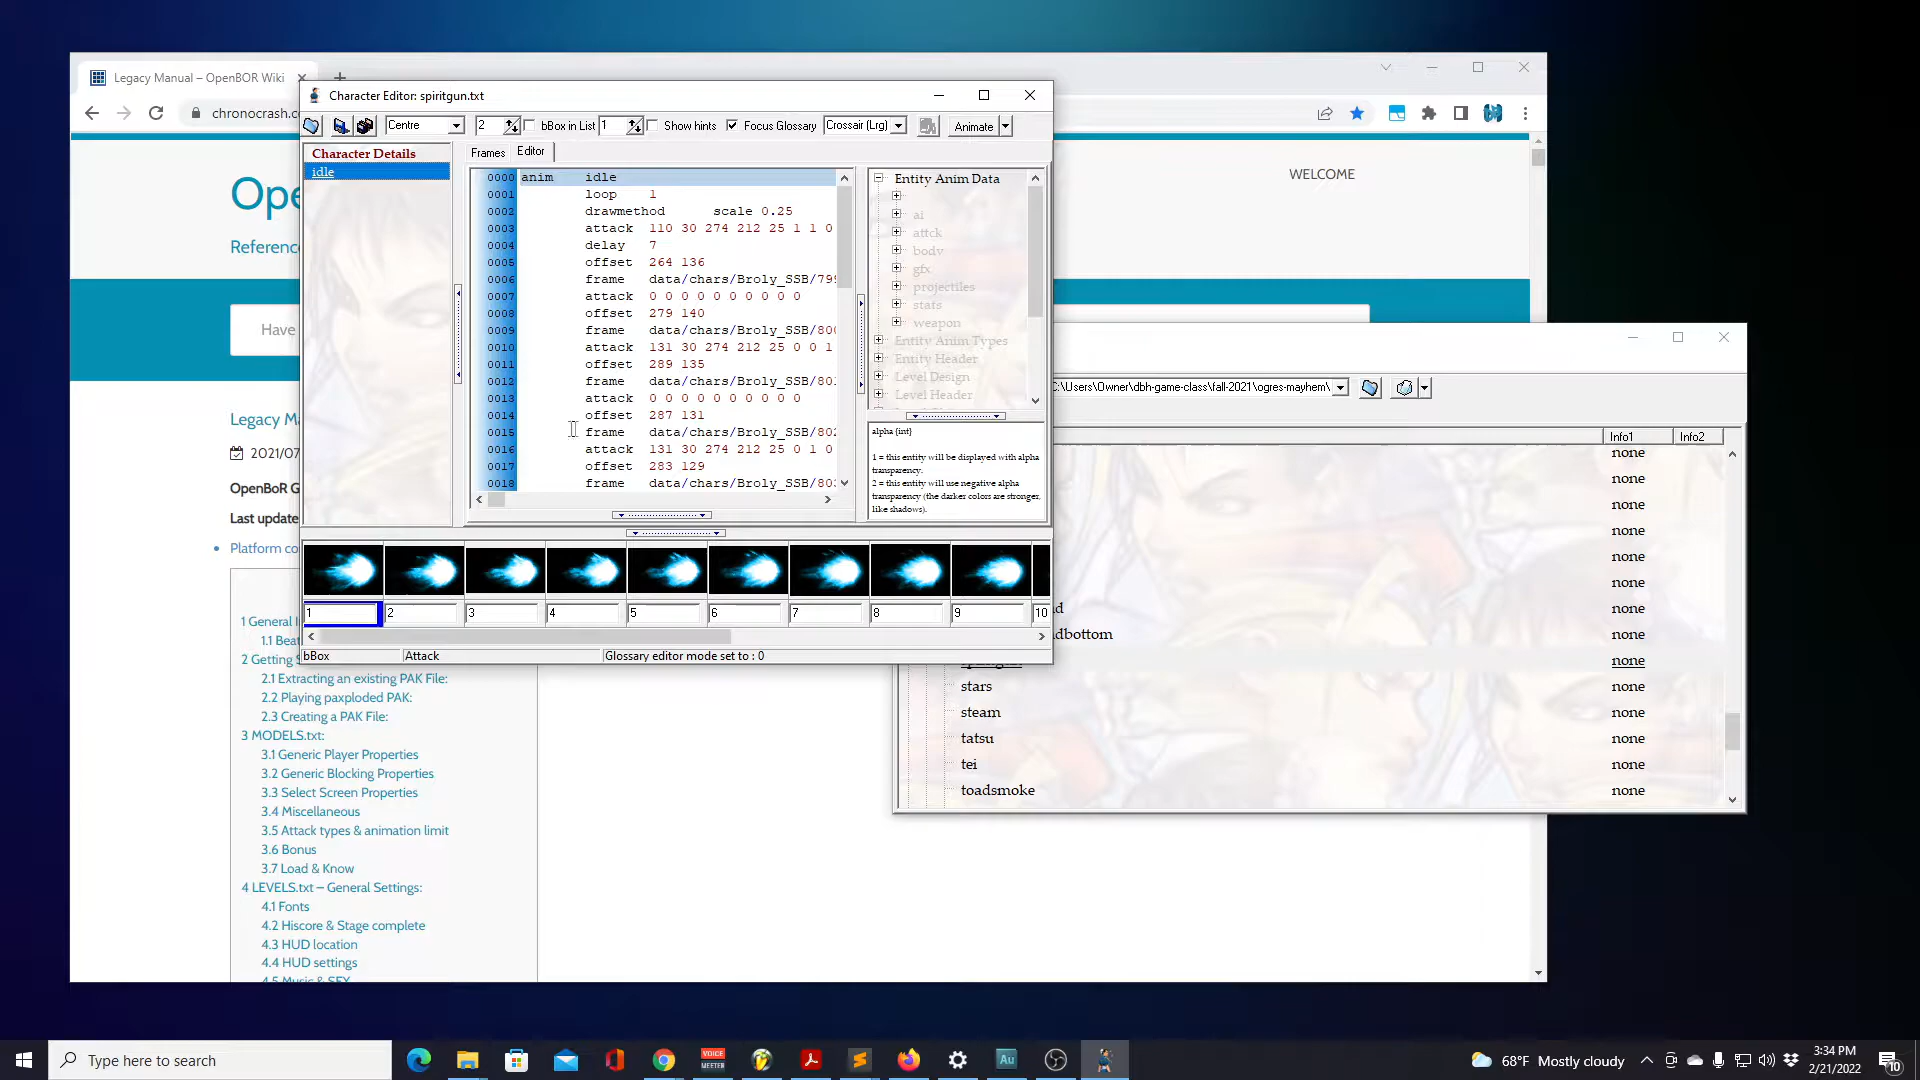 Legacy Manual – OpenBOR Wiki
chronocrash.c
WELCOME
Ope
Referenc
Have
Legacy Ma
2021/07
OpenBoR G
Last update
Platform co
1 General I
1.1 Bea
2 Getting S
2.1 Extracting an existing PAK File:
2.2 Playing paxploded PAK:
2.3 Creating a PAK File:
3 MODELS.txt:
3.1 Generic Player Properties
3.2 Generic Blocking Properties
3.3 Select Screen Properties
3.4 Miscellaneous
3.5 Attack types & animation limit
3.6 Bonus
3.7 Load & Know
4 LEVELS.txt – General Settings:
4.1 Fonts
4.2 Hiscore & Stage complete
4.3 HUD location
4.4 HUD settings
4.5 Music & SFX
Character Editor: spiritgun.txt
Centre 2 bBox in List 1 Show hints Focus Glossary Crossair (Lrg) Animate
Character Details
idle
Frames Editor
0000 anim idle
0001 loop 1
0002 drawmethod scale 0.25
0003 attack 110 30 274 212 25 1 1 0
0004 delay 7
0005 offset 264 136
0006 frame data/chars/Broly_SSB/799
0007 attack 0 0 0 0 0 0 0 0 0 0
0008 offset 279 140
0009 frame data/chars/Broly_SSB/800
0010 attack 131 30 274 212 25 0 0 1
0011 offset 289 135
0012 frame data/chars/Broly_SSB/801
0013 attack 0 0 0 0 0 0 0 0 0 0
0014 offset 287 131
0015 frame data/chars/Broly_SSB/802
0016 attack 131 30 274 212 25 0 1 0
0017 offset 283 129
0018 frame data/chars/Broly_SSB/803
Entity Anim Data
ai
attck
body
gfx
projectiles
stats
weapon
Entity Anim Types
Entity Header
Level Design
Level Header
alpha {int}
1 = this entity will be displayed with alpha
transparency.
2 = this entity will use negative alpha
transparency (the darker colors are stronger,
like shadows).
1 2 3 4 5 6 7 8 9 10
bBox Attack Glossary editor mode set to : 0
C:\Users\Owner\dbh-game-class\fall-2021\ogres-mayhem\
Info1 Info2
none
none
none
none
none
none
d none
dbottom none
none
stars none
steam none
tatsu none
tei none
toadsmoke none
Type here to search
VOICE
MEETER
Au
68°F Mostly cloudy
3:34 PM
2/21/2022
10